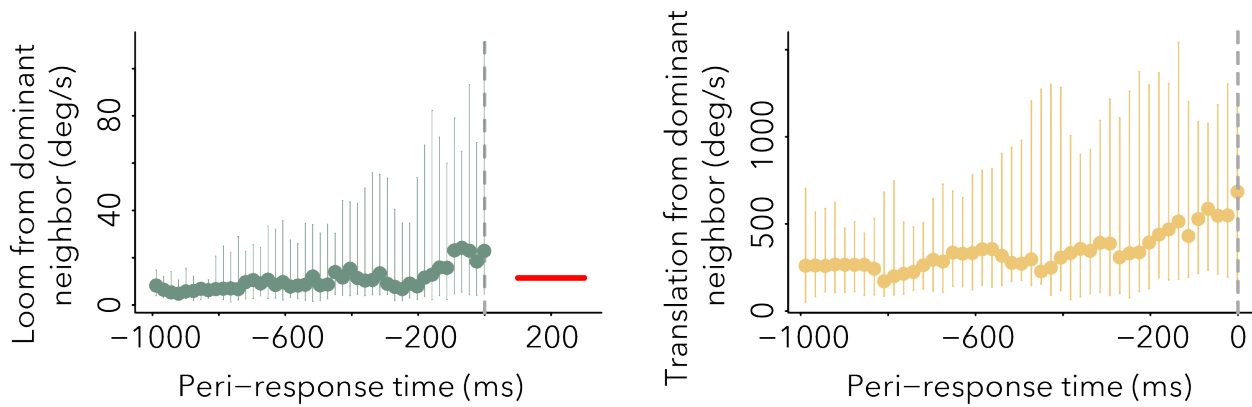 Loom from dominant
neighbor (deg/s)
0
40
80
−1000
−600
−200
200
Peri−response time (ms)
Translation from dominant
neighbor (deg/s)
0
500
1000
−1000
−600
−200
0
Peri−response time (ms)